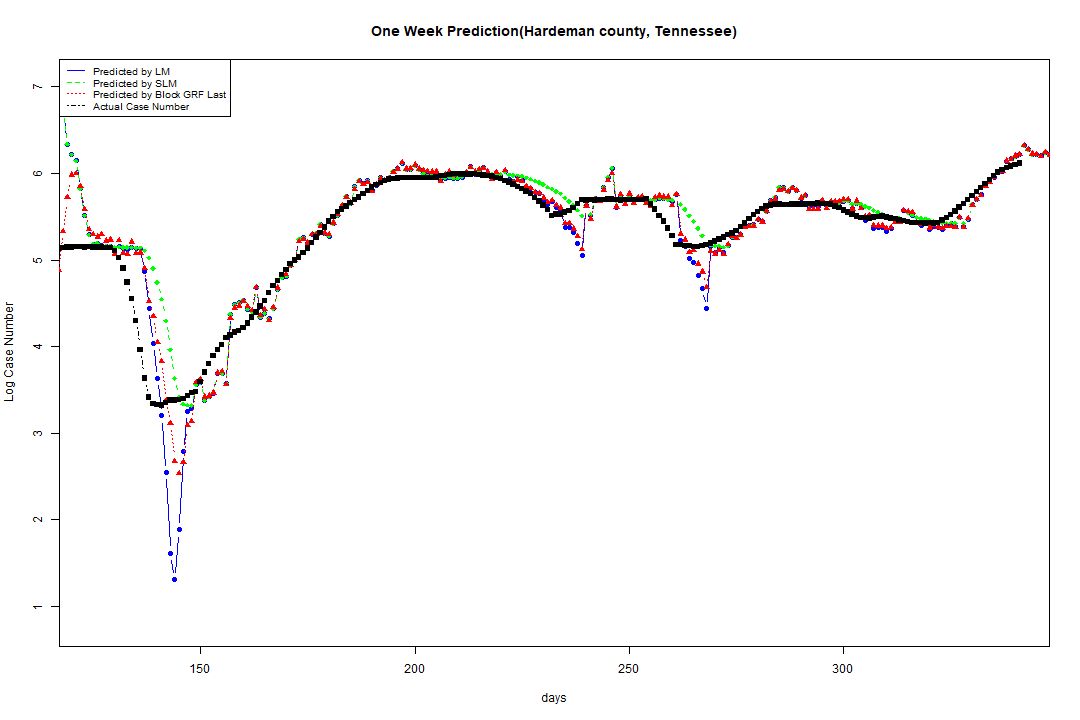 One Week Prediction(Hardeman county, Tennessee)
Predicted by LM
Predicted by SLM
Predicted by Block GRF Last
Actual Case Number
7
6
5
4
3
2
1
Log Case Number
150 200 250 300
days